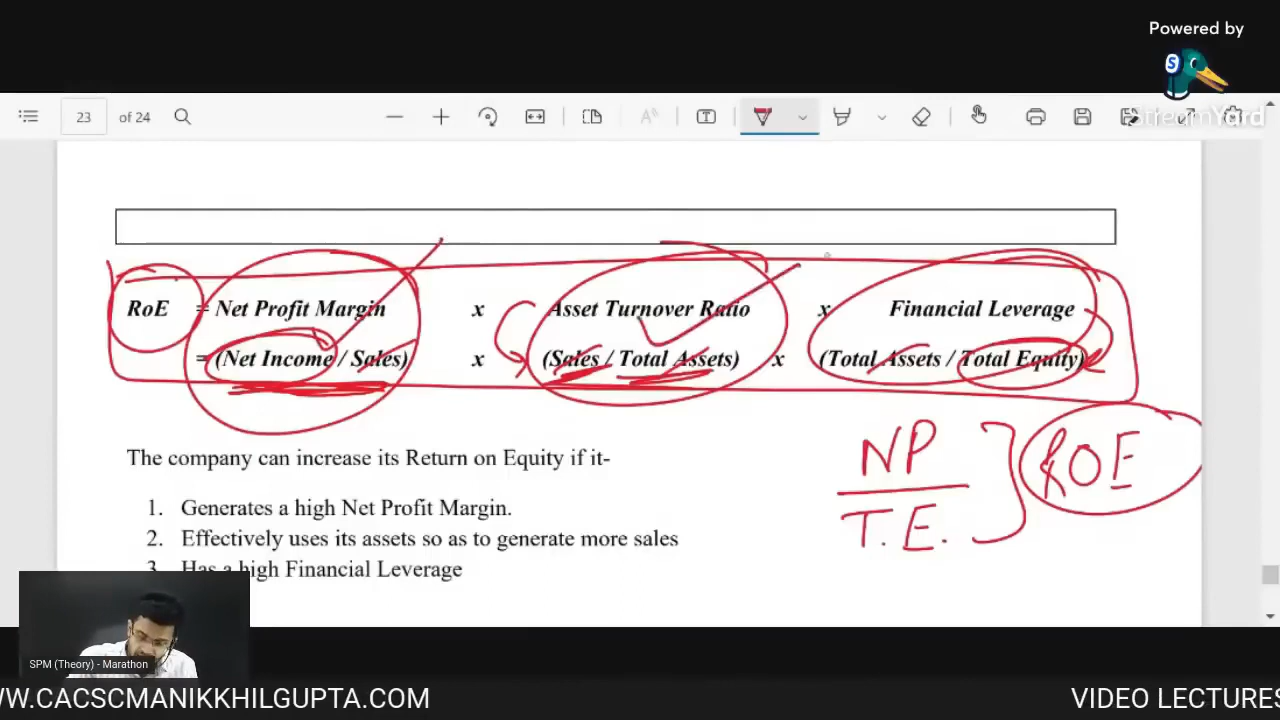 Powered by
S
StreamYard
23 of 24
RoE = Net Profit Margin x Asset Turnover Ratio x Financial Leverage
= (Net Income / Sales) x (Sales / Total Assets) x (Total Assets / Total Equity)
NP
T.E.
ROE
The company can increase its Return on Equity if it-
1. Generates a high Net Profit Margin.
2. Effectively uses its assets so as to generate more sales
3. Has a high Financial Leverage
SPM (Theory) - Marathon
W.CACSCMANIKKHILGUPTA.COM
VIDEO LECTURES